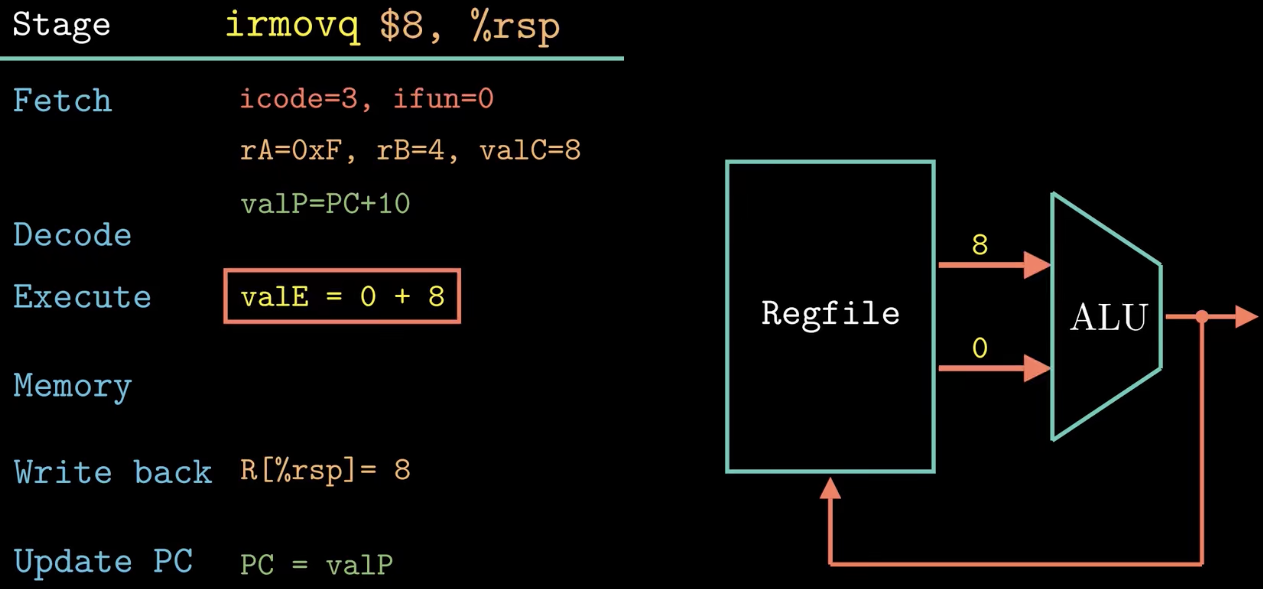 Stage irmovq $8, %rsp
Fetch icode=3, ifun=0
rA=0xF, rB=4, valC=8
valP=PC+10
Decode
Execute valE = 0 + 8
Memory
Write back R[%rsp]= 8
Update PC PC = valP
8
Regfile ALU
0